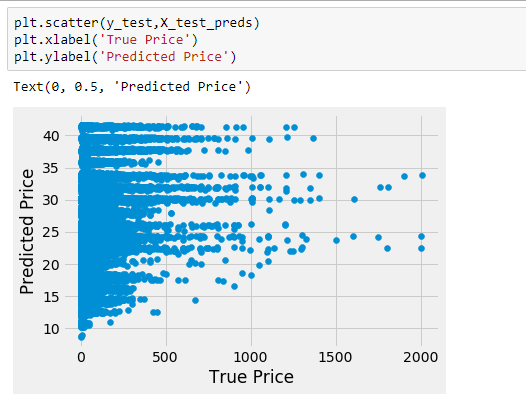 plt.scatter(y_test,X_test_preds)
plt.xlabel('True Price')
plt.ylabel('Predicted Price')
Text(0, 0.5, 'Predicted Price')
40
35
30
25
20
15
10
Predicted Price
0
500
1000
1500
2000
True Price